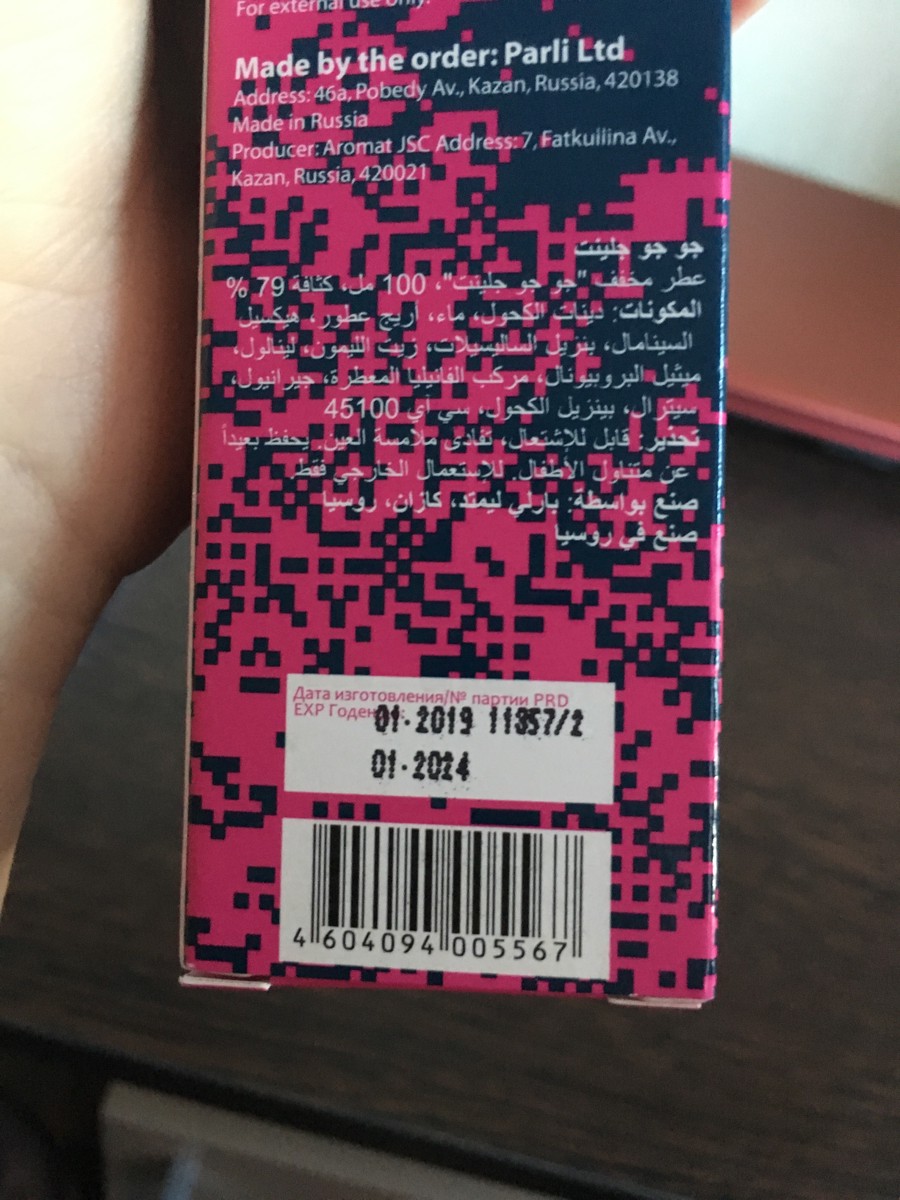 For external use only.
Made by the order: Parli Ltd
Address: 46a, Pobedy Av., Kazan, Russia, 420138
Made in Russia
Producer: Aromat JSC Address: 7, Fatkullina Av.,
Kazan, Russia, 420021
جو جو جلينت
عطر مخفف "جو جو جلينت"، 100 مل، كثافة 79 %
المكونات: دينات الكحول، ماء، أريج عطور، هيكسيل
السينامال، بنزيل الساليسيلات، زيت الليمون، لينالول،
ميثيل البروبيونال، مركب الفانيليا المعطرة، جيرانيول،
سيترال، بينزيل الكحول، سي آي 45100
تحذير: قابل للإشتعال، تفادى ملامسة العين. يحفظ بعيداً
عن متناول الأطفال. للإستعمال الخارجي فقط.
صنع بواسطة: بارلي ليمتد، كازان، روسيا
صنع في روسيا
Дата изготовления/№ партии PRD
EXP Годен
01·2019 11857/2
01·2024
4 604094 005567